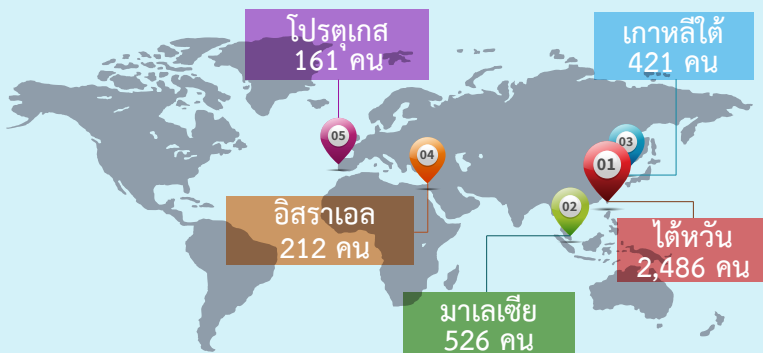 โปรตุเกส
161 คน
เกาหลีใต้
421 คน
05
04
03
01
02
อิสราเอล
212 คน
ไต้หวัน
2,486 คน
มาเลเซีย
526 คน